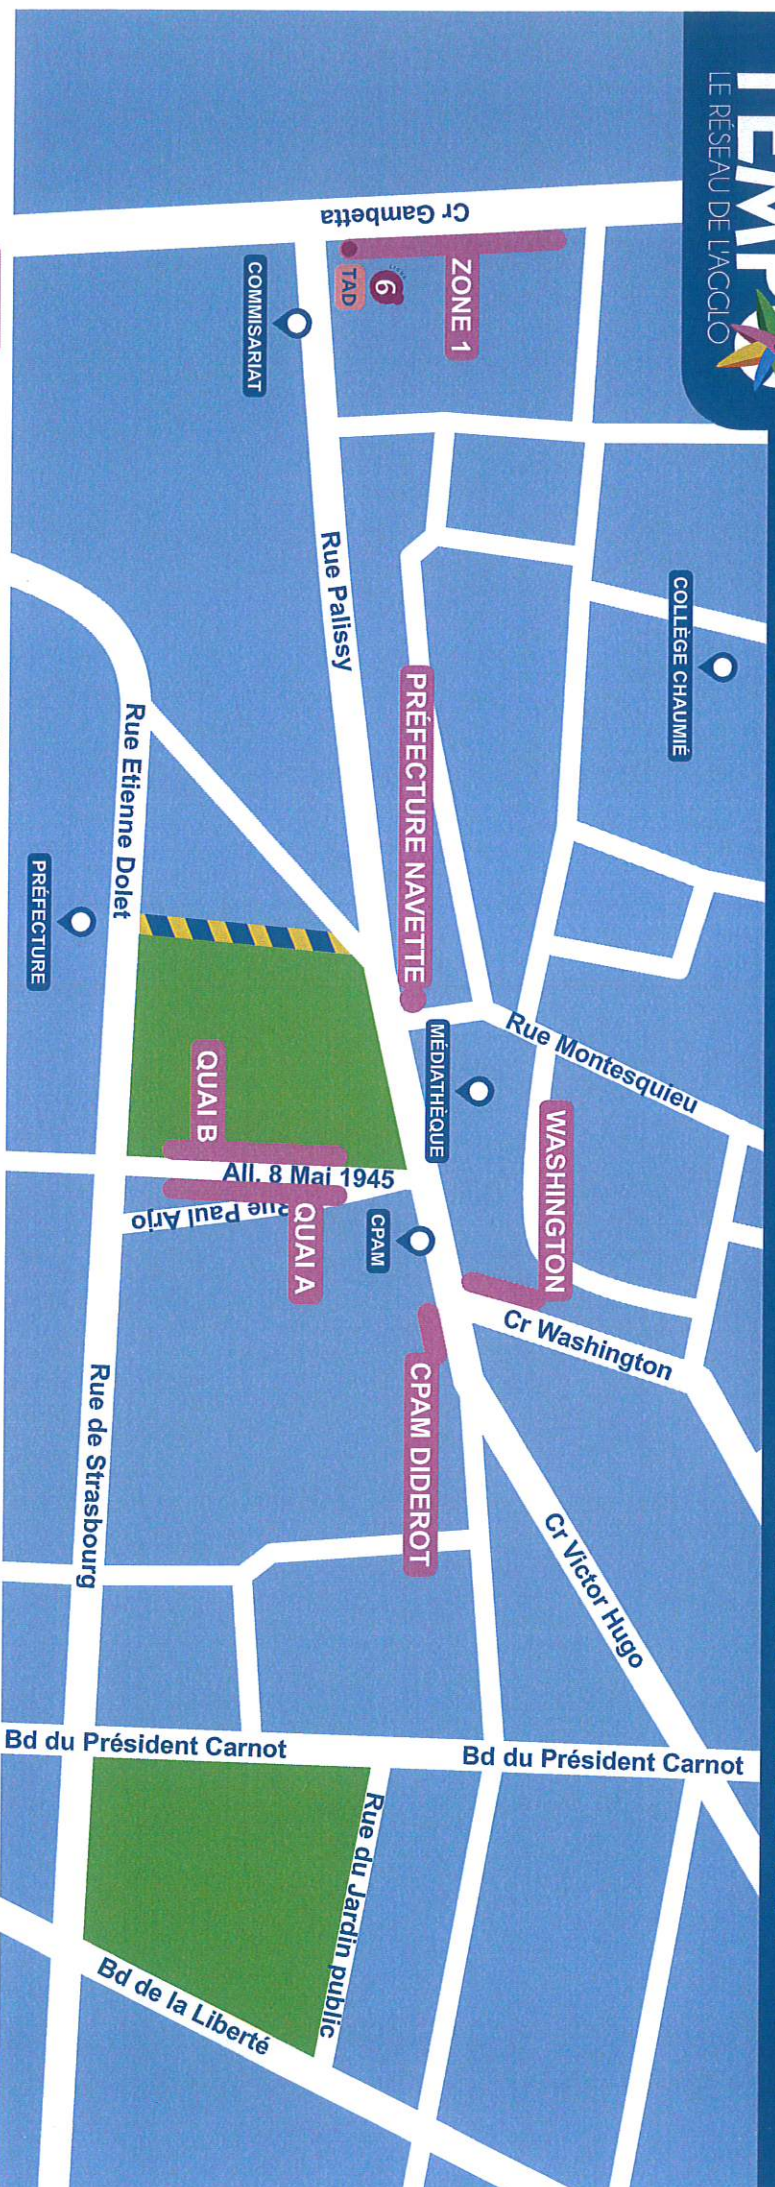 LE RÉSEAU DE L'AGGLO
Cr Gambetta
ZONE 1
LIGNE
6
TAD
COMMISARIAT
Rue Palissy
COLLÈGE CHAUMIÉ
PRÉFECTURE NAVETTE
Rue Etienne Dolet
PRÉFECTURE
Rue Montesquieu
MÉDIATHÈQUE
WASHINGTON
QUAI B
All. 8 Mai 1945
Rue Paul Arjo
QUAI A
CPAM
Cr Washington
CPAM DIDEROT
Rue de Strasbourg
Cr Victor Hugo
Bd du Président Carnot
Bd du Président Carnot
Rue du Jardin public
Bd de la Liberté